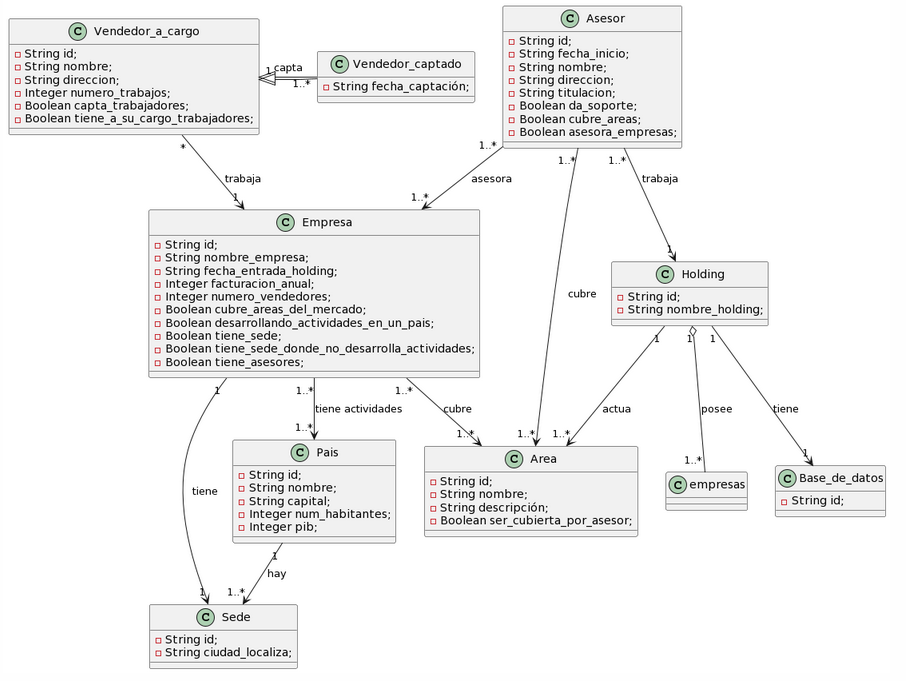 C Vendedor_a_cargo
String id;
String nombre;
String direccion;
Integer numero_trabajos;
Boolean capta_trabajadores;
Boolean tiene_a_su_cargo_trabajadores;
1 capta
1..*
C Vendedor_captado
String fecha_captación;
C Asesor
String id;
String fecha_inicio;
String nombre;
String direccion;
String titulacion;
Boolean da_soporte;
Boolean cubre_areas;
Boolean asesora_empresas;
*
trabaja
1
1..*
asesora
1..*
1..*
cubre
1..*
1..*
trabaja
1
C Empresa
String id;
String nombre_empresa;
String fecha_entrada_holding;
Integer facturacion_anual;
Integer numero_vendedores;
Boolean cubre_areas_del_mercado;
Boolean desarrollando_actividades_en_un_pais;
Boolean tiene_sede;
Boolean tiene_sede_donde_no_desarrolla_actividades;
Boolean tiene_asesores;
C Holding
String id;
String nombre_holding;
1
tiene
1
1..*
tiene actividades
1..*
1..*
cubre
1..*
1
actua
1..*
1
posee
1..*
1
tiene
1
C Pais
String id;
String nombre;
String capital;
Integer num_habitantes;
Integer pib;
C Area
String id;
String nombre;
String descripción;
Boolean ser_cubierta_por_asesor;
C empresas
C Base_de_datos
String id;
1
hay
1..*
C Sede
String id;
String ciudad_localiza;